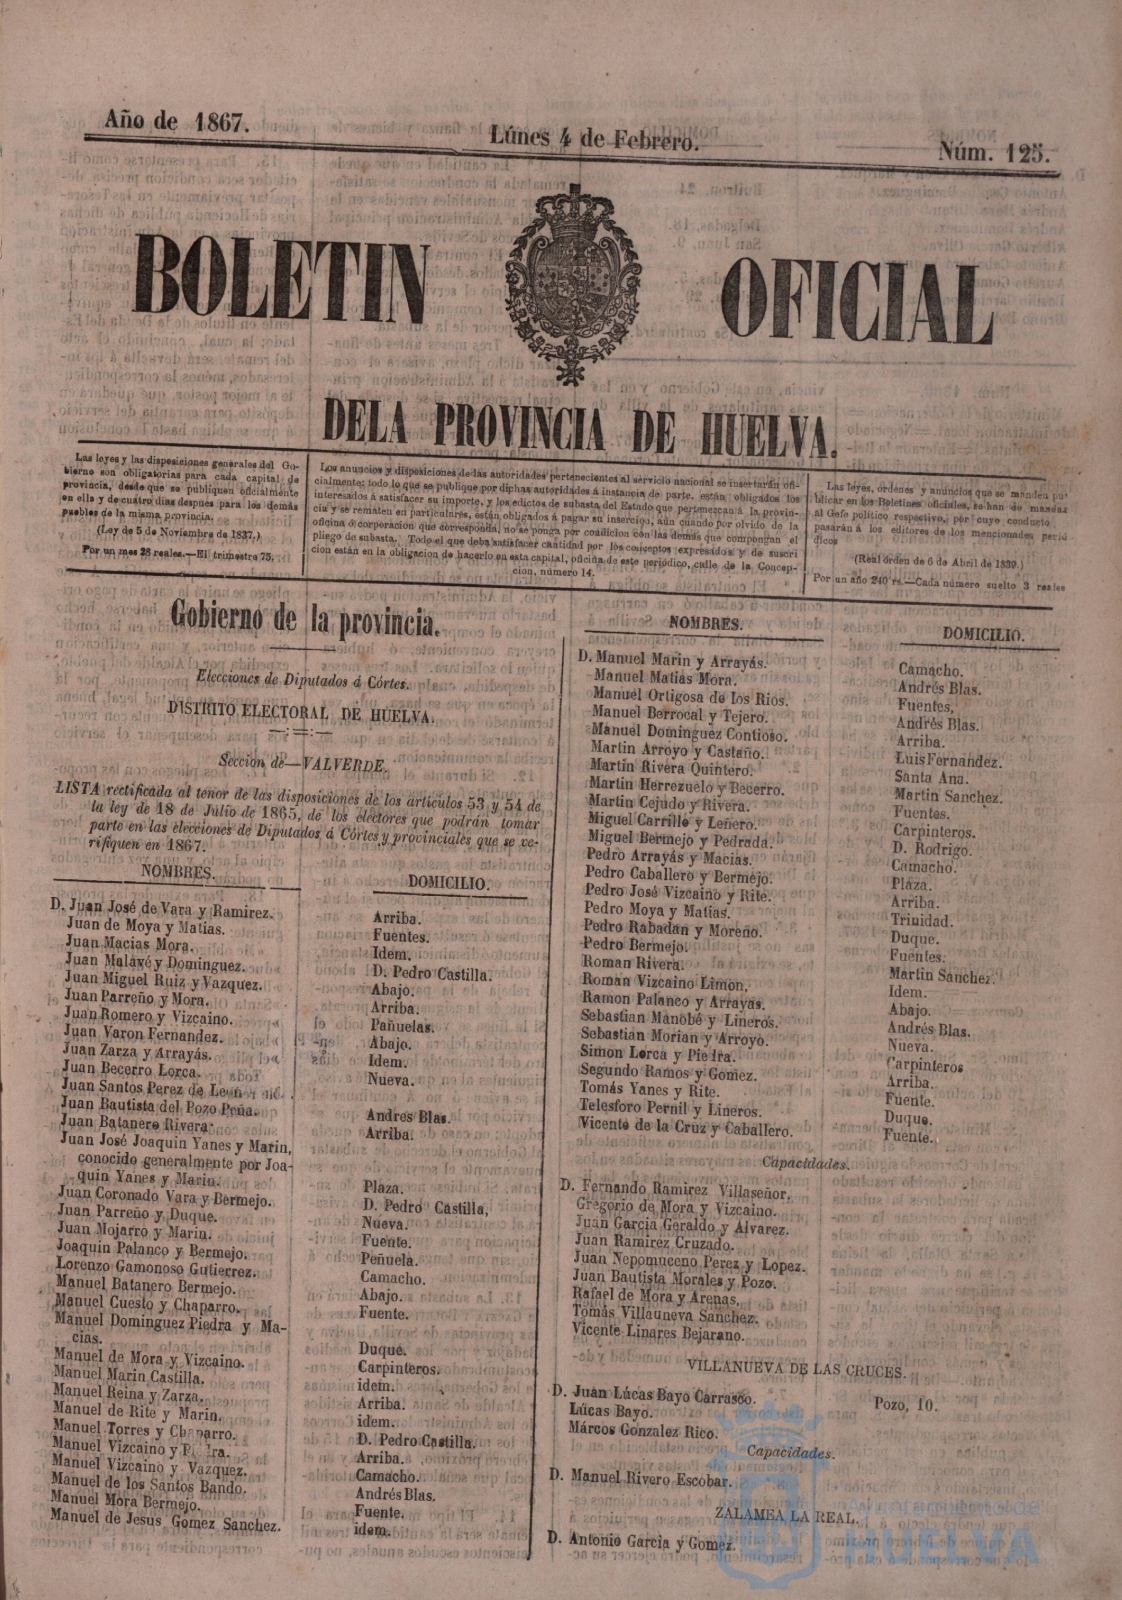 Año de 1867.
Lúnes 4 de Febrero.
Núm. 125.
BOLETIN OFICIAL
DELA PROVINCIA DE HUELVA.
Las leyes y las disposiciones generales del Go-
bierno son obligatorias para cada capital de
provincia, desde que se publiquen oficialmente
en ella y de cuatro dias despues para los demás
pueblos de la misma provincia.
(Ley de 5 de Noviembre de 1837.)
Por un mes 28 reales.—El trimestre 75.
Los anuncios y disposiciones de las autoridades pertenecientes al servicio nacional se insertarán ofi-
cialmente; todo lo que se publique por dichas autoridades á instancia de parte, están obligados los
interesados á satisfacer su importe, y los edictos de subasta del Estado que pertenezcan á la provin-
cia y se rematen en particulares, están obligados á pagar su insercion, aún cuando por olvido de la
oficina ó corporacion que corresponda, no se ponga por condicion con las demás que compongan el
pliego de subasta. Todo el que deba satisfacer cantidad por los conceptos expresados y de suscri
cion están en la obligacion de hacerlo en esta capital, oficina de este periódico, calle de la Concep-
cion, número 14.
Las leyes, órdenes y anuncios que se manden pu
blicar en los Boletines oficiales, se han de mandar
al Gefe político respectivo, por cuyo conducto
pasarán á los editores de los mencionados perió
dicos
(Real órden de 6 de Abril de 1839.)
Por un año 240 rs.—Cada número suelto 3 reales
Gobierno de la provincia.
Elecciones de Diputados á Córtes.
DISTRITO ELECTORAL DE HUELVA.
Seccion de—VALVERDE.
LISTA rectificada al tenor de las disposiciones de los artículos 53 y 54 de
la ley de 18 de Julio de 1865, de los electores que podrán tomar
parte en las elecciones de Diputados á Córtes y provinciales que se ve-
rifiquen en 1867.
NOMBRES. DOMICILIO.
D. Juan José de Vara y Ramirez. Arriba.
Juan de Moya y Matías. Fuentes.
Juan Macias Mora. Idem.
Juan Malavé y Dominguez. D. Pedro Castilla.
Juan Miguel Ruiz y Vazquez. Abajo.
Juan Parreño y Mora. Arriba.
Juan Romero y Vizcaino. Pañuelas.
Juan Varon Fernandez. Abajo.
Juan Zarza y Arrayás. Idem.
Juan Becerro Lorca. Nueva.
Juan Santos Perez de Leon
Juan Bautista del Pozo Peña. Andres Blas.
Juan Batanero Rivera. Arriba.
Juan José Joaquin Yanes y Marin,
conocido generalmente por Joa-
quin Yanes y Marin. Plaza.
Juan Coronado Vara y Bermejo. D. Pedro Castilla,
Juan Parreño y Duque. Nueva.
Juan Mojarro y Marin. Fuente.
Joaquin Palanco y Bermejo. Peñuela.
Lorenzo Gamonoso Gutierrez. Camacho.
Manuel Batanero Bermejo. Abajo.
Manuel Cuesto y Chaparro. Fuente.
Manuel Dominguez Piedra y Ma-
cias. Duque.
Manuel de Mora y Vizcaino. Carpinteros.
Manuel Marin Castilla. idem.
Manuel Reina y Zarza. Arriba.
Manuel de Rite y Marin. idem.
Manuel Torres y Chaparro. D. Pedro Castilla.
Manuel Vizcaino y Arriba.
Manuel Vizcaino y Vazquez. Camacho.
Manuel de los Santos Bando. Andrés Blas.
Manuel Mora Bermejo. Fuente.
Manuel de Jesus Gomez Sanchez. idem.
NOMBRES. DOMICILIO.
D. Manuel Marin y Arrayás. Camacho.
Manuel Matias Mora. Andrés Blas.
Manuel Ortigosa de los Rios. Fuentes,
Manuel Berrocal y Tejero. Andrés Blas.
Manuel Dominguez Contioso. Arriba.
Martin Arroyo y Castaño. Luis Fernandez.
Martin Rivera Quintero. Santa Ana.
Martin Herrezuelo y Becerro. Martin Sanchez.
Martin Cejudo y Rivera. Fuentes.
Miguel Carrillo y Leñero. Carpinteros.
Miguel Bermejo y Pedrada. D. Rodrigo.
Pedro Arrayás y Macias. Camacho.
Pedro Caballero y Bermejo. Plaza.
Pedro José Vizcaino y Rite. Arriba.
Pedro Moya y Matías. Trinidad.
Pedro Rabadan y Moreno. Duque.
Pedro Bermejo. Fuentes.
Roman Rivera. Martin Sanchez.
Roman Vizcaino Limon, Idem.
Ramon Palanco y Arrayas. Abajo.
Sebastian Manobé y Lineros. Andrés Blas.
Sebastian Morian y Arroyo. Nueva.
Simon Lorca y Piedra. Carpinteros
Segundo Ramos y Gomez. Arriba.
Tomás Yanes y Rite. Fuente.
Telesforo Pernil y Lineros. Duque.
Vicente de la Cruz y Caballero. Fuente.
Capacidades.
D. Fernando Ramirez Villaseñor,
Gregorio de Mora y Vizcaino.
Juan Garcia Geraldo y Alvarez.
Juan Ramirez Cruzado.
Juan Nepomuceno Perez y Lopez.
Juan Bautista Morales y Pozo.
Rafael de Mora y Arenas,
Tomás Villauneva Sanchez.
Vicente Linares Bejarano.
VILLANUEVA DE LAS CRUCES.
D. Juan Lúcas Bayo Carrasco. Pozo, 10.
Lúcas Bayo.
Márcos Gonzalez Rico.
Capacidades.
D. Manuel Rivero Escobar.
ZALAMEA LA REAL.
D. Antonio Garcia y Gomez.
Ayuntamiento de
HUELVA